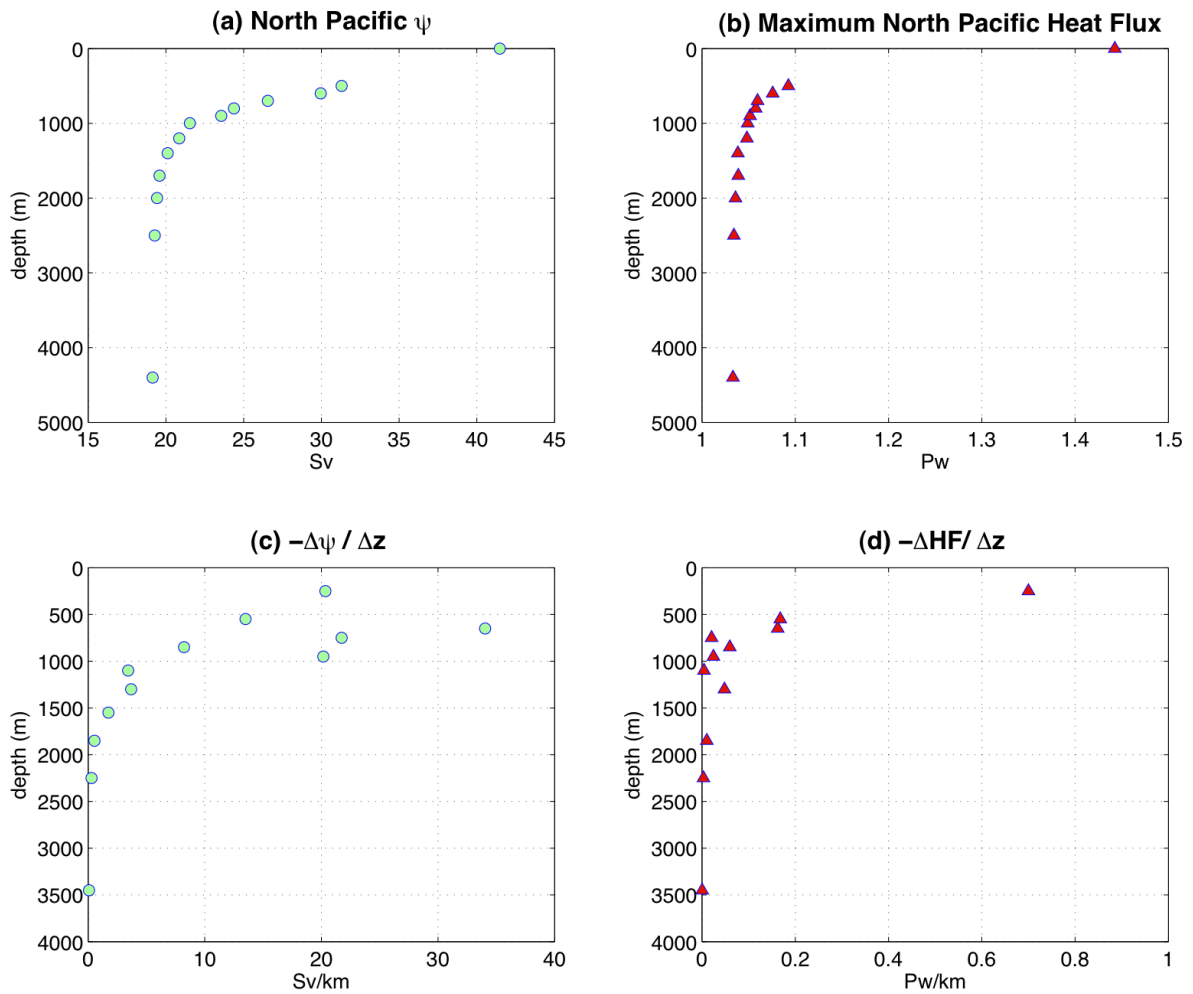 (a) North Pacific ψ
0
1000
2000
3000
4000
5000
depth (m)
15 20 25 30 35 40 45
Sv
(b) Maximum North Pacific Heat Flux
0
1000
2000
3000
4000
5000
depth (m)
1 1.1 1.2 1.3 1.4 1.5
Pw
(c) −Δψ / Δz
0
500
1000
1500
2000
2500
3000
3500
4000
depth (m)
0 10 20 30 40
Sv/km
(d) −ΔHF/ Δz
0
500
1000
1500
2000
2500
3000
3500
4000
depth (m)
0 0.2 0.4 0.6 0.8 1
Pw/km